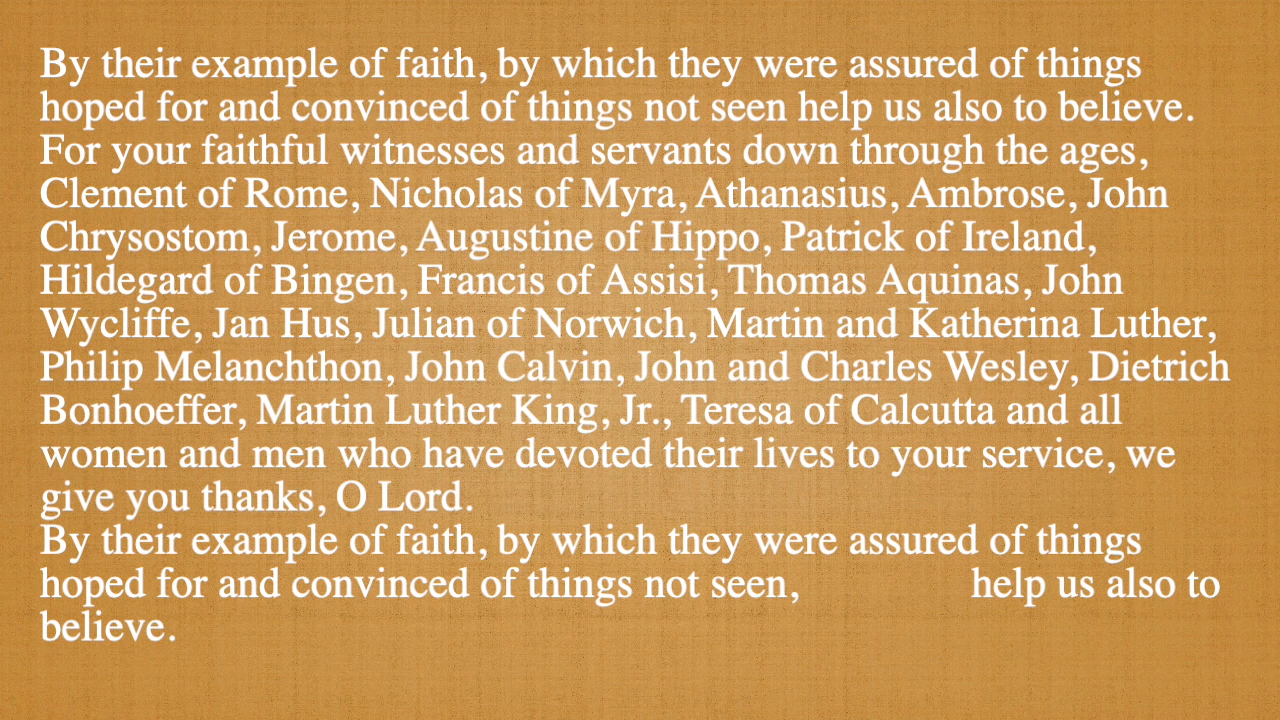 By their example of faith, by which they were assured of things
hoped for and convinced of things not seen help us also to believe.
For your faithful witnesses and servants down through the ages,
Clement of Rome, Nicholas of Myra, Athanasius, Ambrose, John
Chrysostom, Jerome, Augustine of Hippo, Patrick of Ireland,
Hildegard of Bingen, Francis of Assisi, Thomas Aquinas, John
Wycliffe, Jan Hus, Julian of Norwich, Martin and Katherina Luther,
Philip Melanchthon, John Calvin, John and Charles Wesley, Dietrich
Bonhoeffer, Martin Luther King, Jr., Teresa of Calcutta and all
women and men who have devoted their lives to your service, we
give you thanks, O Lord.
By their example of faith, by which they were assured of things
hoped for and convinced of things not seen, help us also to
believe.